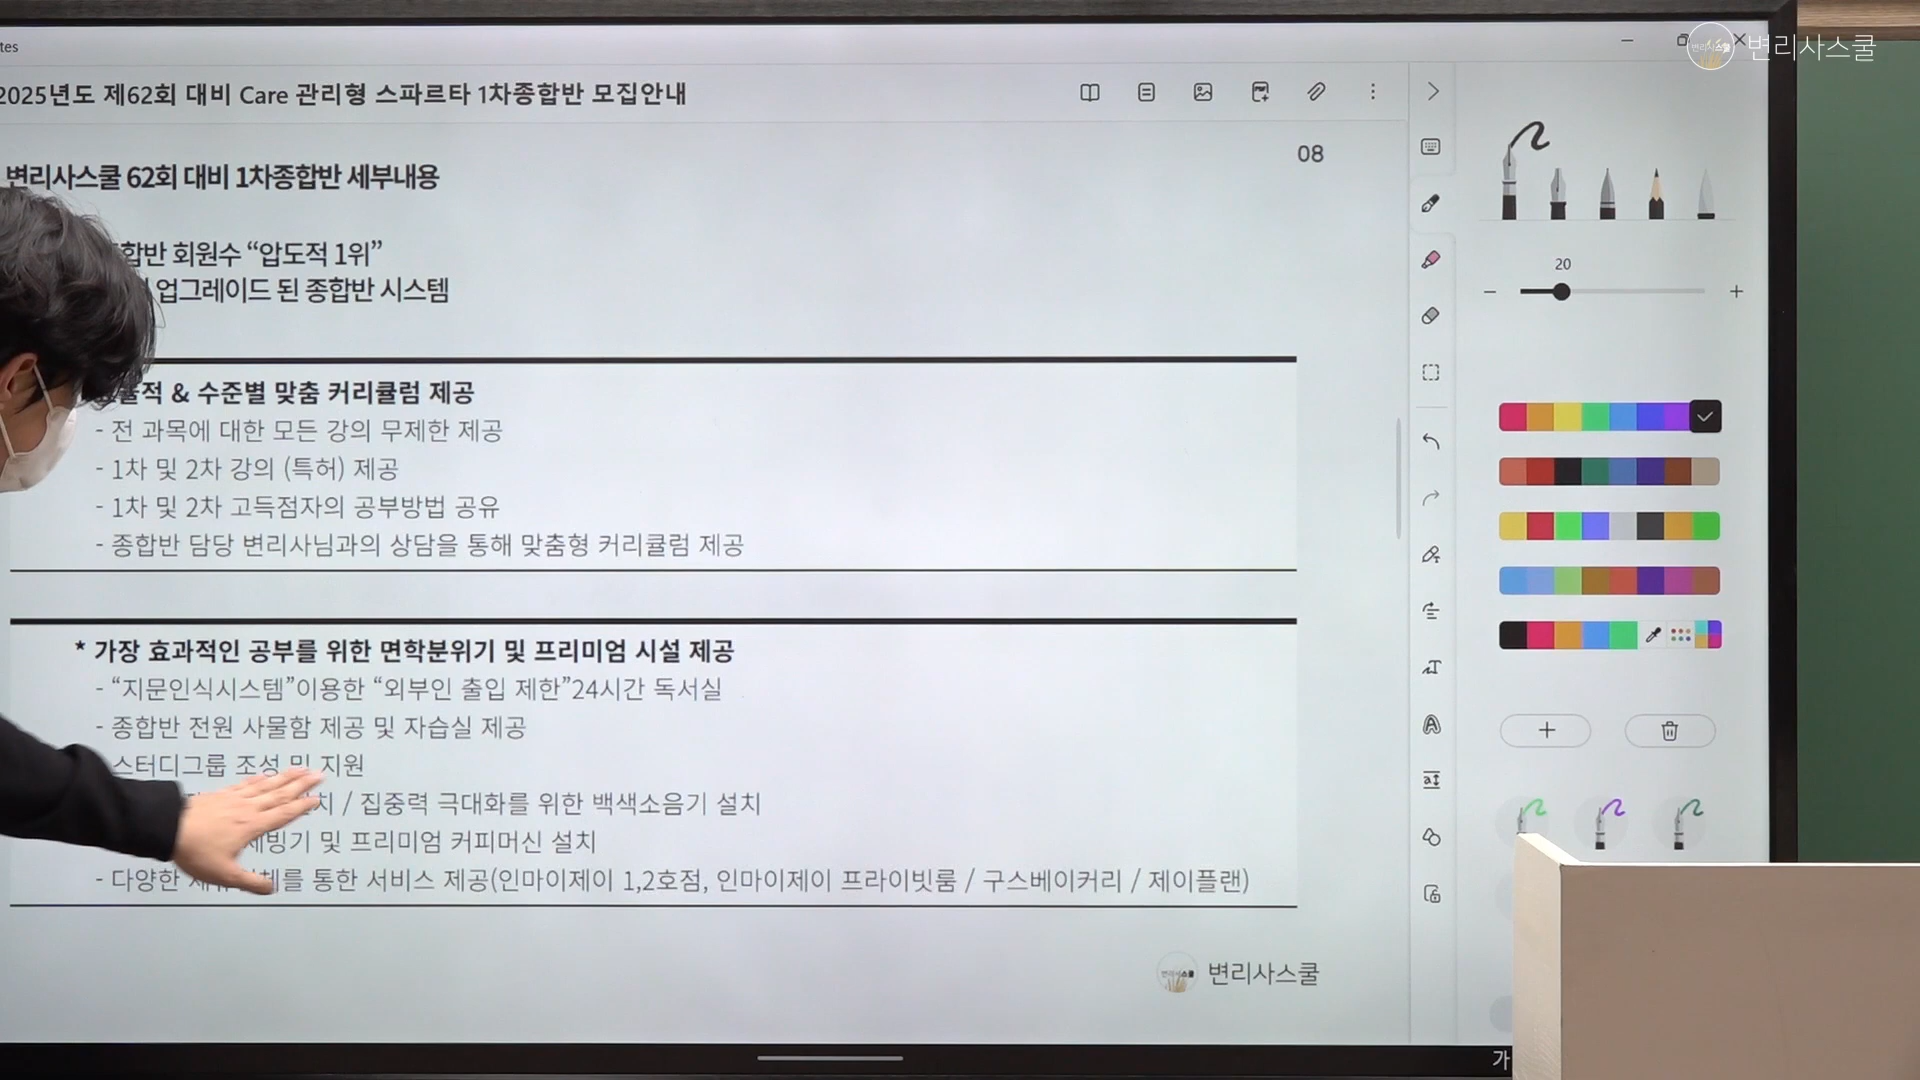 tes
변리사스쿨
2025년도 제62회 대비 Care 관리형 스파르타 1차종합반 모집안내
08
변리사스쿨 62회 대비 1차종합반 세부내용
합반 회원수 “압도적 1위”
업그레이드 된 종합반 시스템
율적 & 수준별 맞춤 커리큘럼 제공
- 전 과목에 대한 모든 강의 무제한 제공
- 1차 및 2차 강의 (특허) 제공
- 1차 및 2차 고득점자의 공부방법 공유
- 종합반 담당 변리사님과의 상담을 통해 맞춤형 커리큘럼 제공
* 가장 효과적인 공부를 위한 면학분위기 및 프리미엄 시설 제공
- “지문인식시스템”이용한 “외부인 출입 제한”24시간 독서실
- 종합반 전원 사물함 제공 및 자습실 제공
스터디그룹 조성 및 지원
치 / 집중력 극대화를 위한 백색소음기 설치
제빙기 및 프리미엄 커피머신 설치
- 다양한 를 통한 서비스 제공(인마이제이 1,2호점, 인마이제이 프라이빗룸 / 구스베이커리 / 제이플랜)
변리사스쿨
20
가